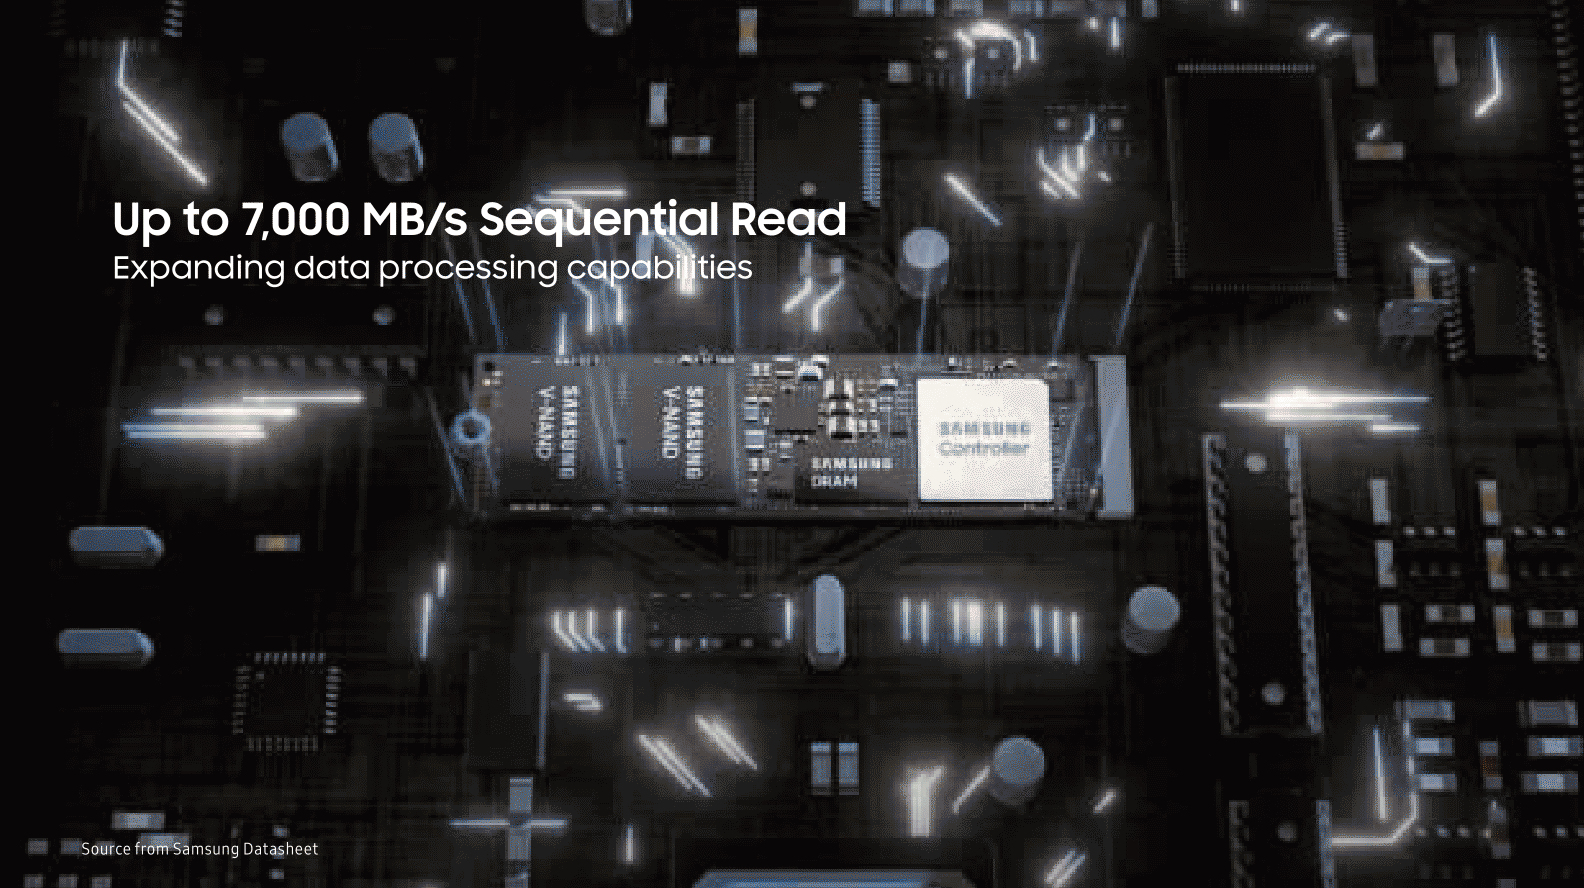 Up to 7,000 MB/s Sequential Read
Expanding data processing capabilities
SAMSUNG
V-NAND
SAMSUNG
V-NAND
SAMSUNG
DRAM
SAMSUNG
Controller
Source from Samsung Datasheet